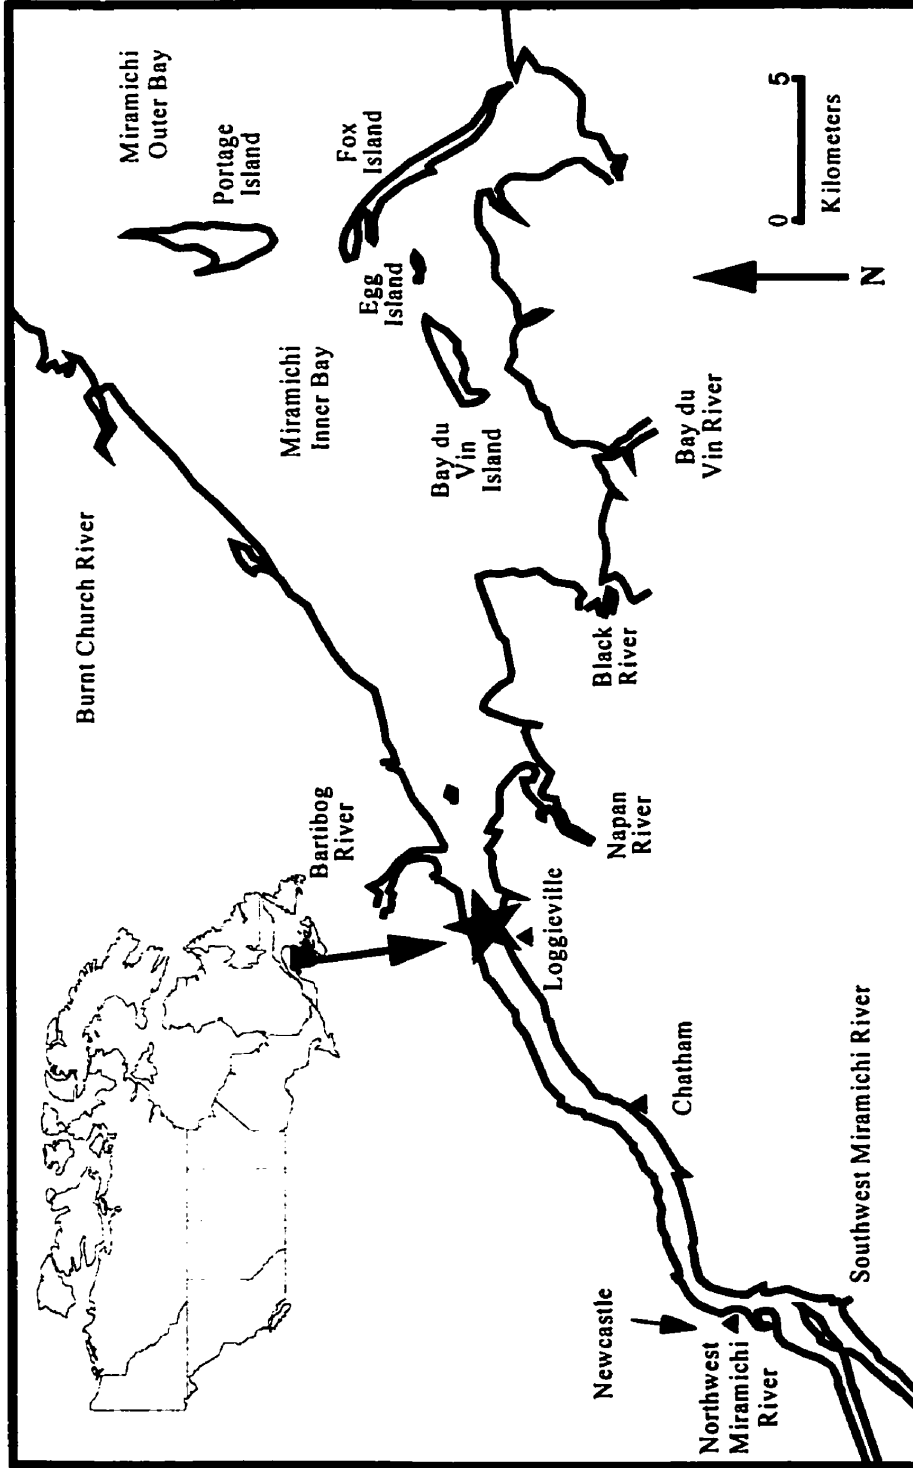 Miramichi
Outer Bay
Portage
Island
Fox
Island
Egg
Island
Miramichi
Inner Bay
Bay du
Vin
Island
Burnt Church River
Bartibog
River
Loggieville
Chatham
Newcastle
Northwest
Miramichi
River
Southwest Miramichi River
Napan
River
Black
River
Bay du
Vin River
N
0 5
Kilometers